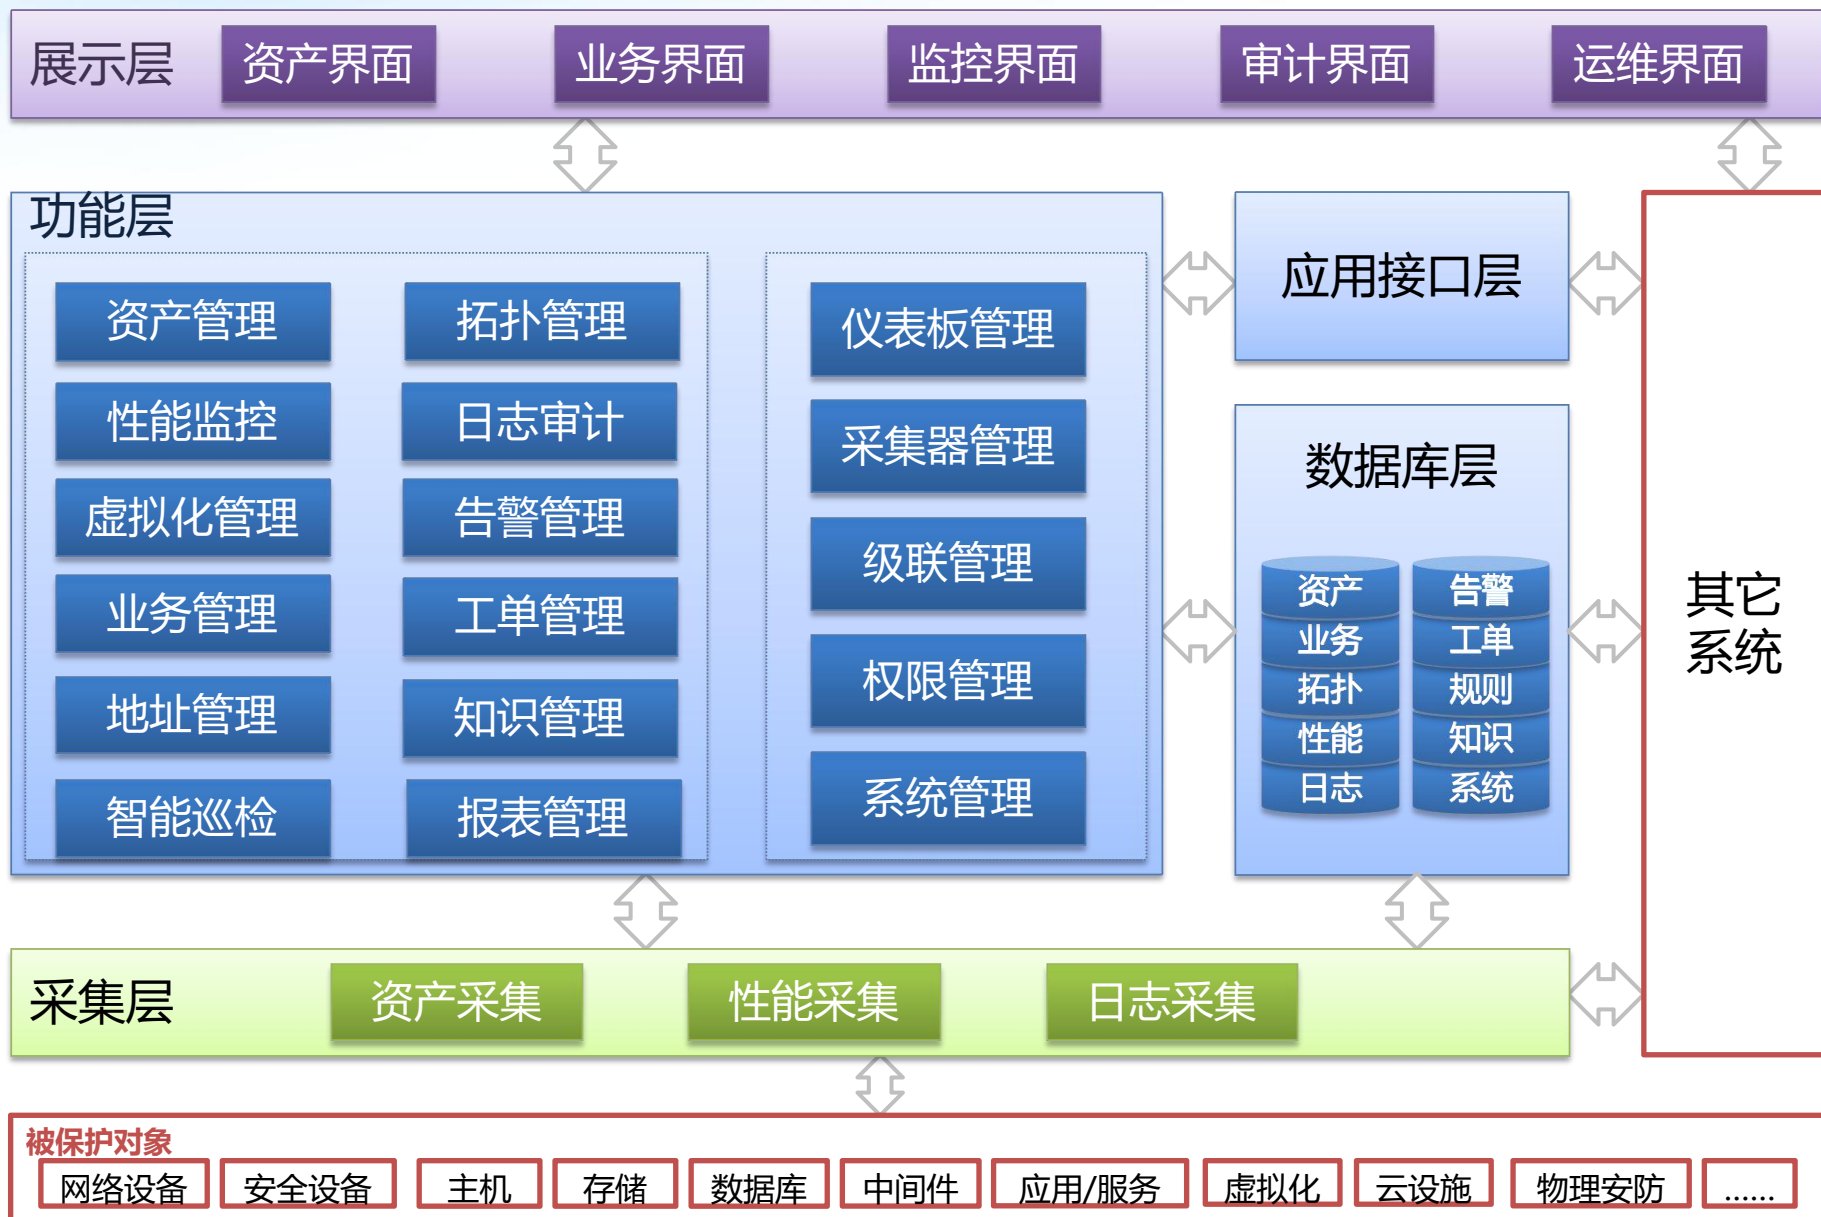 展示层 资产界面 业务界面 监控界面 审计界面 运维界面
功能层
资产管理 拓扑管理
性能监控 日志审计
虚拟化管理 告警管理
业务管理 工单管理
地址管理 知识管理
智能巡检 报表管理
仪表板管理
采集器管理
级联管理
权限管理
系统管理
应用接口层
数据库层
资产 告警
业务 工单
拓扑 规则
性能 知识
日志 系统
其它
系统
采集层 资产采集 性能采集 日志采集
被保护对象
网络设备 安全设备 主机 存储 数据库 中间件 应用/服务 虚拟化 云设施 物理安防 ......